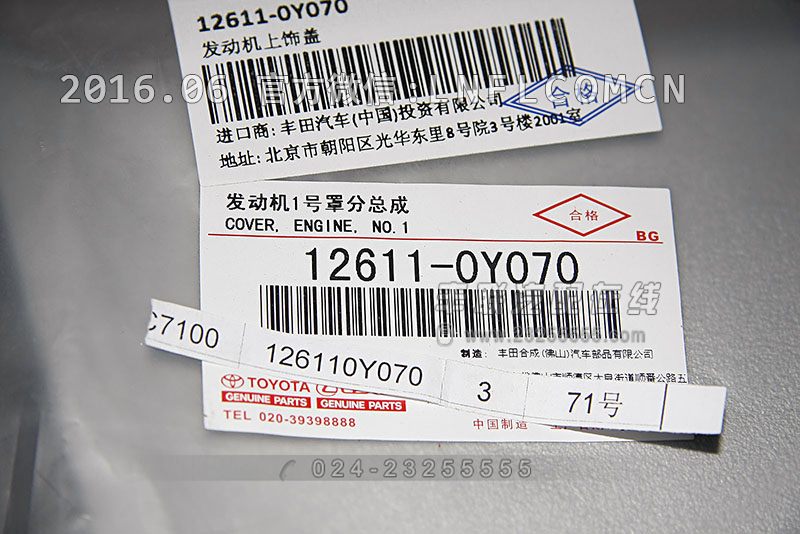 12611-0Y070
发动机上饰盖
2016.06 官方微信:LNFLCOMCN
合格
进口商: 丰田汽车(中国)投资有限公司
地址: 北京市朝阳区光华东里8号院3号楼2001室
发动机1号罩分总成
COVER, ENGINE, NO.1
合格
BG
12611-0Y070
制造: 丰田合成(佛山)汽车部品有限公司
C7100
126110Y070
3
71号
TOYOTA
GENUINE PARTS
GENUINE PARTS
TEL 020-39398888
中国制造
024-23255555